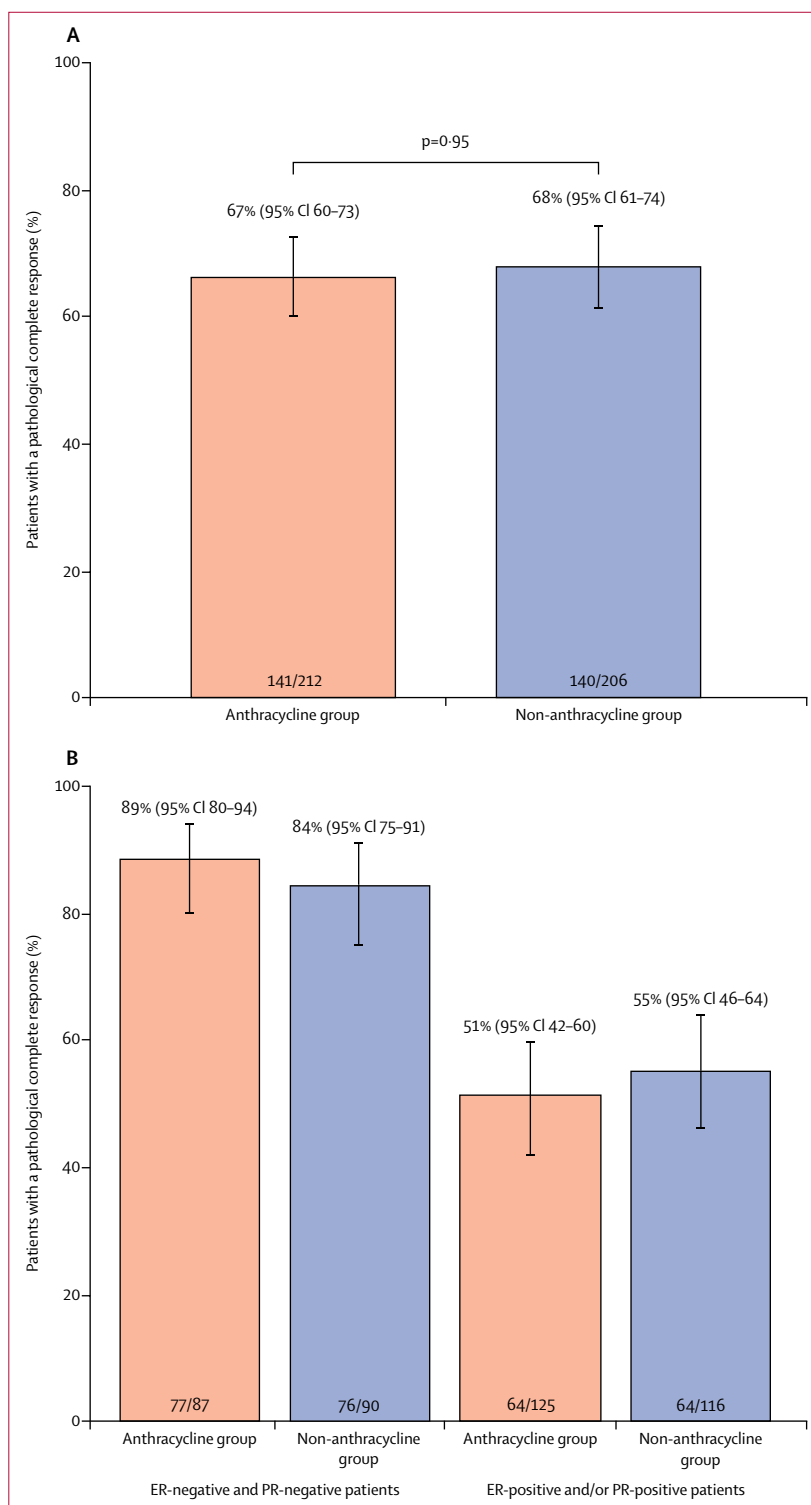 A
100
80
60
40
20
0
Patients with a pathological complete response (%)
p=0·95
67% (95% CI 60–73)
68% (95% CI 61–74)
141/212
140/206
Anthracycline group
Non-anthracycline group
B
100
80
60
40
20
0
Patients with a pathological complete response (%)
89% (95% CI 80–94)
84% (95% CI 75–91)
51% (95% CI 42–60)
55% (95% CI 46–64)
77/87
76/90
64/125
64/116
Anthracycline group
Non-anthracycline
group
Anthracycline group
Non-anthracycline
group
ER-negative and PR-negative patients
ER-positive and/or PR-positive patients